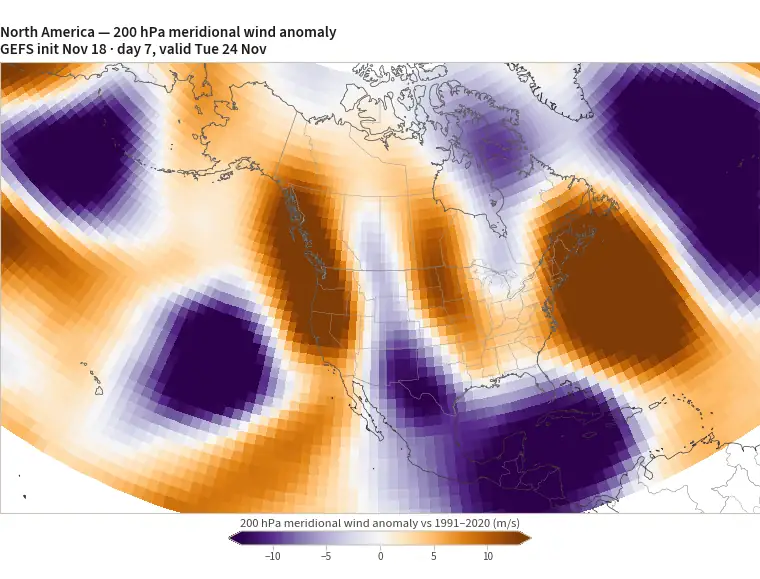 North America — 200 hPa meridional wind anomaly
GEFS init Nov 18 · day 7, valid Tue 24 Nov
200 hPa meridional wind anomaly vs 1991–2020 (m/s)
−10 −5 0 5 10